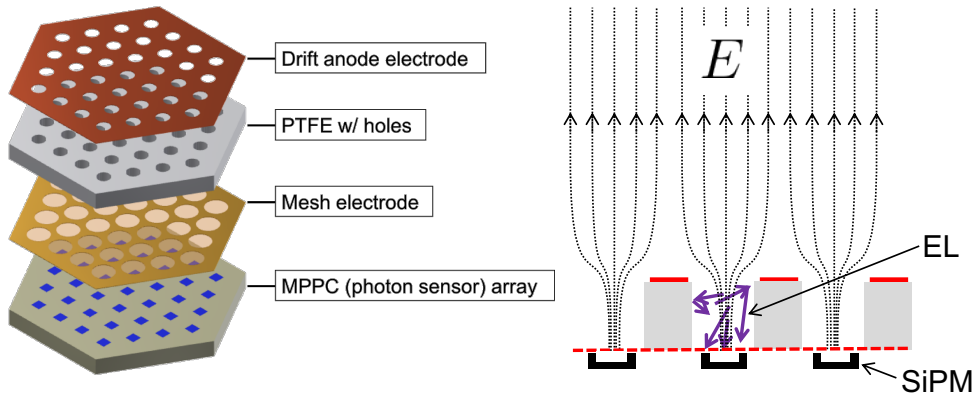 Drift anode electrode
PTFE w/ holes
Mesh electrode
MPPC (photon sensor) array
E
EL
SiPM